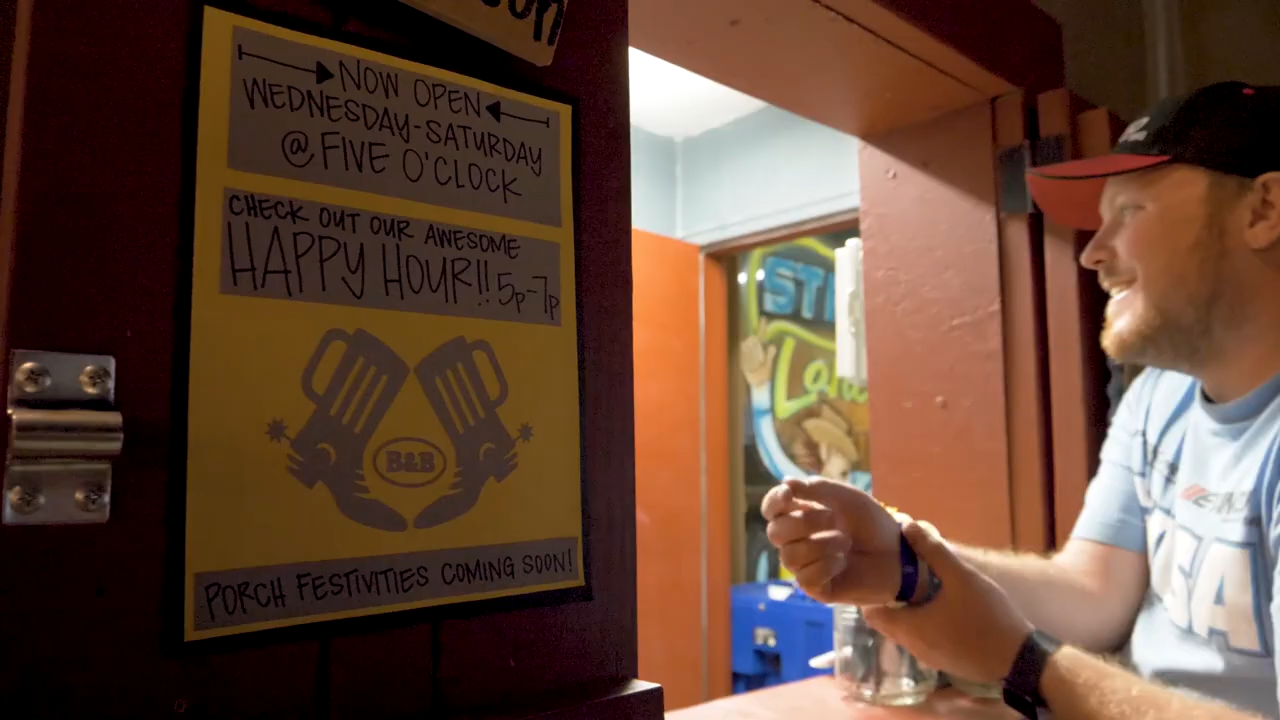 NOW OPEN
WEDNESDAY-SATURDAY
@ FIVE O'CLOCK
CHECK OUT OUR AWESOME
HAPPY HOUR!! 5p-7p
B&B
PORCH FESTIVITIES COMING SOON!